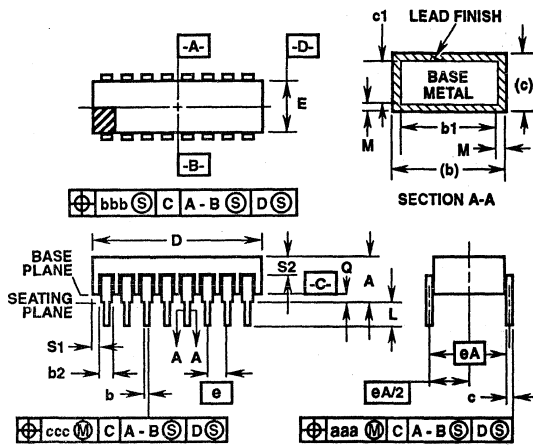 c1
LEAD FINISH
-A-
-D-
BASE
METAL
(c)
E
b1
M
M
-B-
(b)
bbb Ⓢ C A - B Ⓢ D Ⓢ
SECTION A-A
D
BASE
PLANE
S2
Q
-C-
A
SEATING
PLANE
L
S1
A A
eA
b2
e
eA/2
b
c
ccc Ⓜ C A - B Ⓢ D Ⓢ
aaa Ⓜ C A - B Ⓢ D Ⓢ